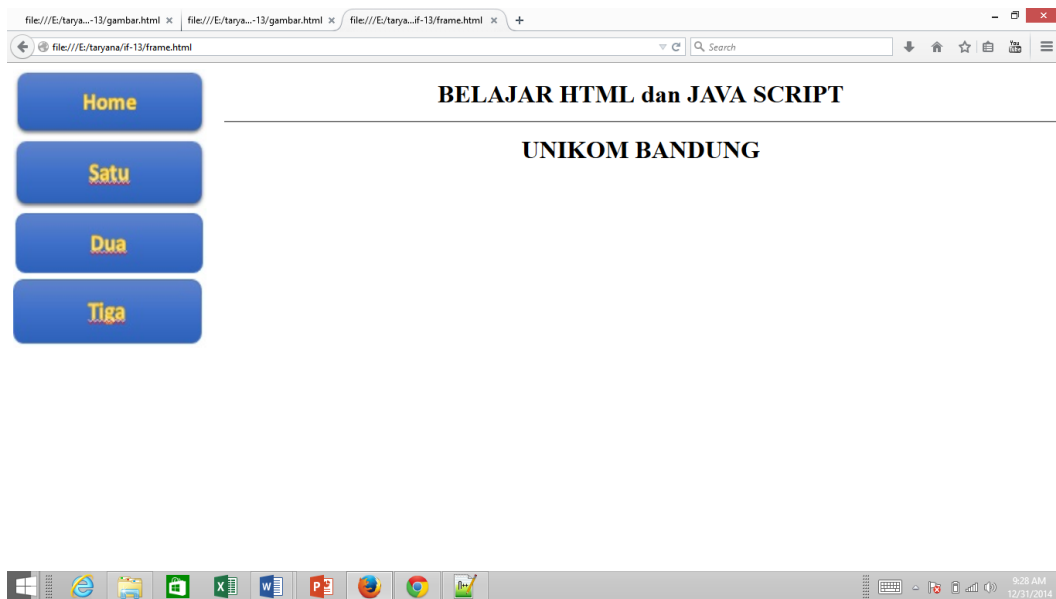 file:///E:/tarya...-13/gambar.html
file:///E:/tarya...-13/gambar.html
file:///E:/tarya...if-13/frame.html
file:///E:/taryana/if-13/frame.html
Search
You
Home
Satu
Dua
Tiga
BELAJAR HTML dan JAVA SCRIPT
UNIKOM BANDUNG
9:28 AM
12/31/2014